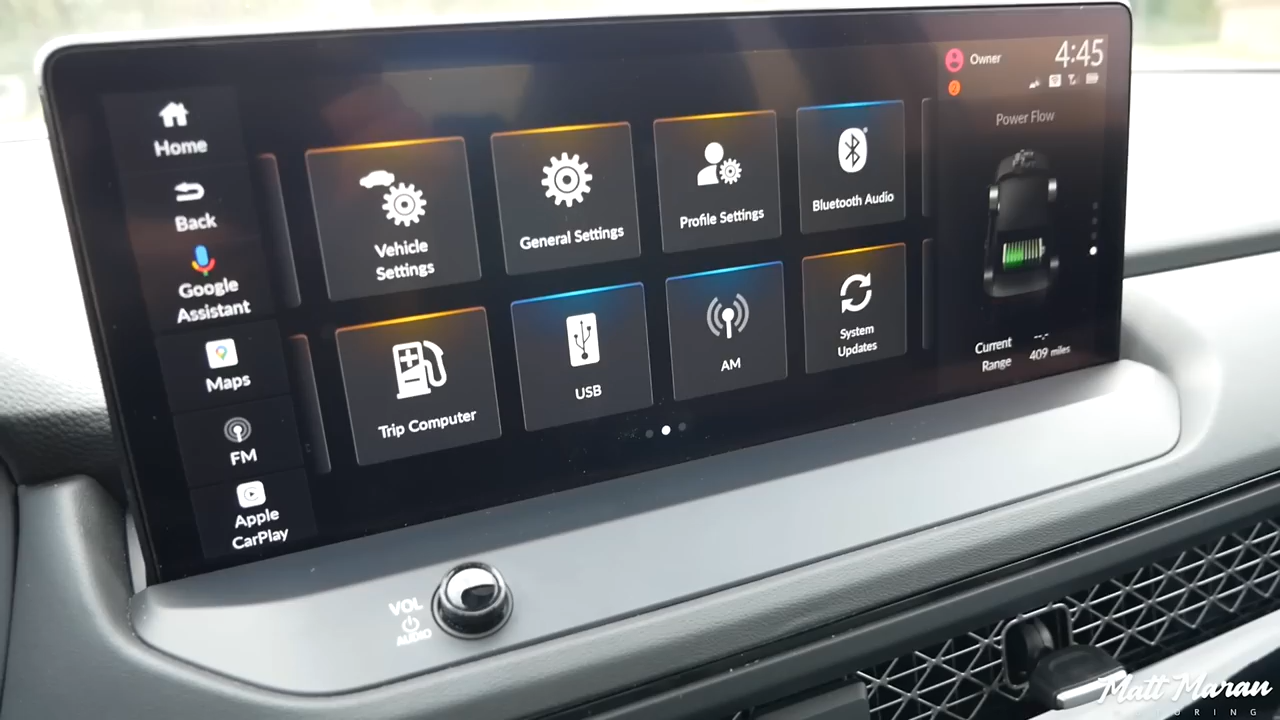 Home
Back
Google
Assistant
Maps
FM
Apple
CarPlay
Vehicle
Settings
General Settings
Profile Settings
Bluetooth Audio
Trip Computer
USB
AM
System
Updates
Owner
4:45
2
Power Flow
Current
Range
--.-
409 miles
VOL
AUDIO
Matt Maran